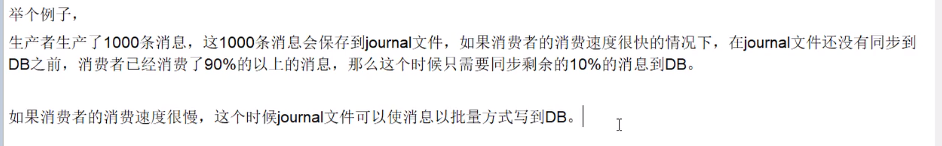 举个例子，
生产者生产了1000条消息，这1000条消息会保存到journal文件，如果消费者的消费速度很快的情况下，在journal文件还没有同步到
DB之前，消费者已经消费了90%的以上的消息，那么这个时候只需要同步剩余的10%的消息到DB。
如果消费者的消费速度很慢，这个时候journal文件可以使消息以批量方式写到DB。